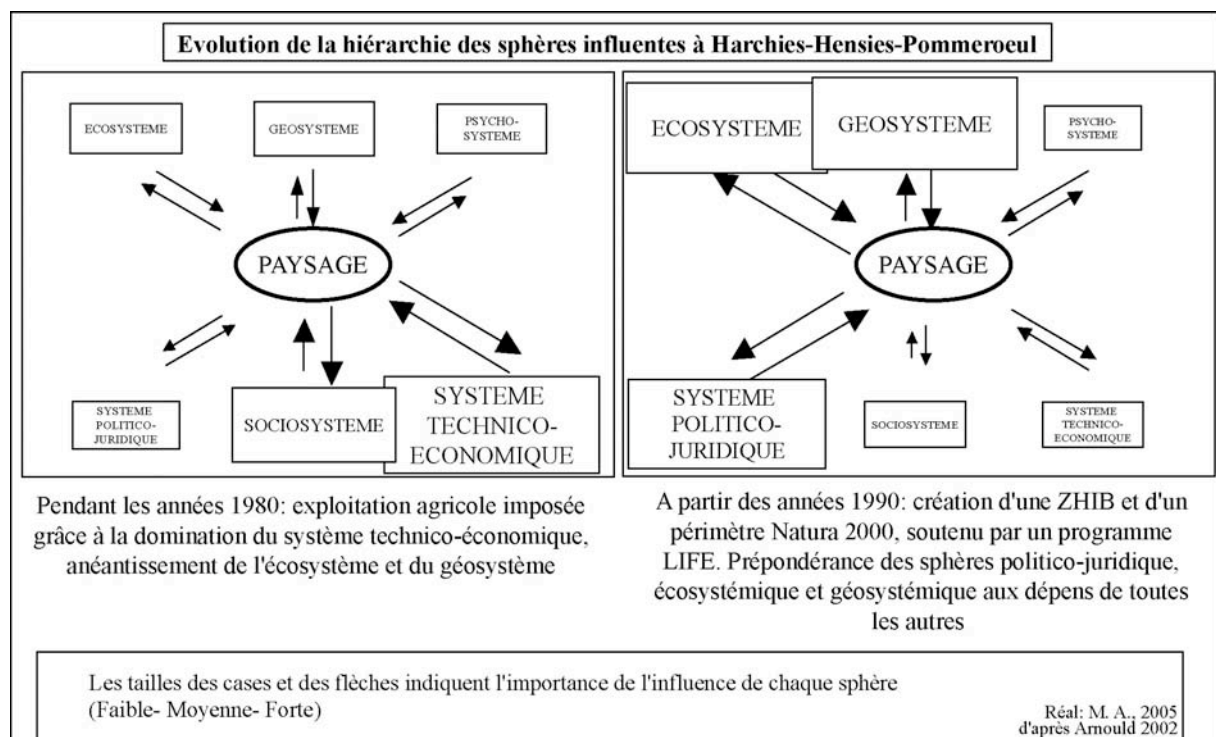 Evolution de la hiérarchie des sphères influentes à Harchies-Hensies-Pommeroeul
ECOSYSTEME
GEOSYSTEME
PSYCHO-
SYSTEME
PAYSAGE
SYSTEME
POLITICO-
JURIDIQUE
SOCIOSYSTEME
SYSTEME
TECHNICO-
ECONOMIQUE
Pendant les années 1980: exploitation agricole imposée
grâce à la domination du système technico-économique,
anéantissement de l'écosystème et du géosystème
ECOSYSTEME
GEOSYSTEME
PSYCHO-
SYSTEME
PAYSAGE
SYSTEME
POLITICO-
JURIDIQUE
SOCIOSYSTEME
SYSTEME
TECHNICO-
ECONOMIQUE
A partir des années 1990: création d'une ZHIB et d'un
périmètre Natura 2000, soutenu par un programme
LIFE. Prépondérance des sphères politico-juridique,
écosystémique et géosystémique aux dépens de toutes
les autres
Les tailles des cases et des flèches indiquent l'importance de l'influence de chaque sphère
(Faible- Moyenne- Forte)
Réal: M. A., 2005
d'après Arnould 2002